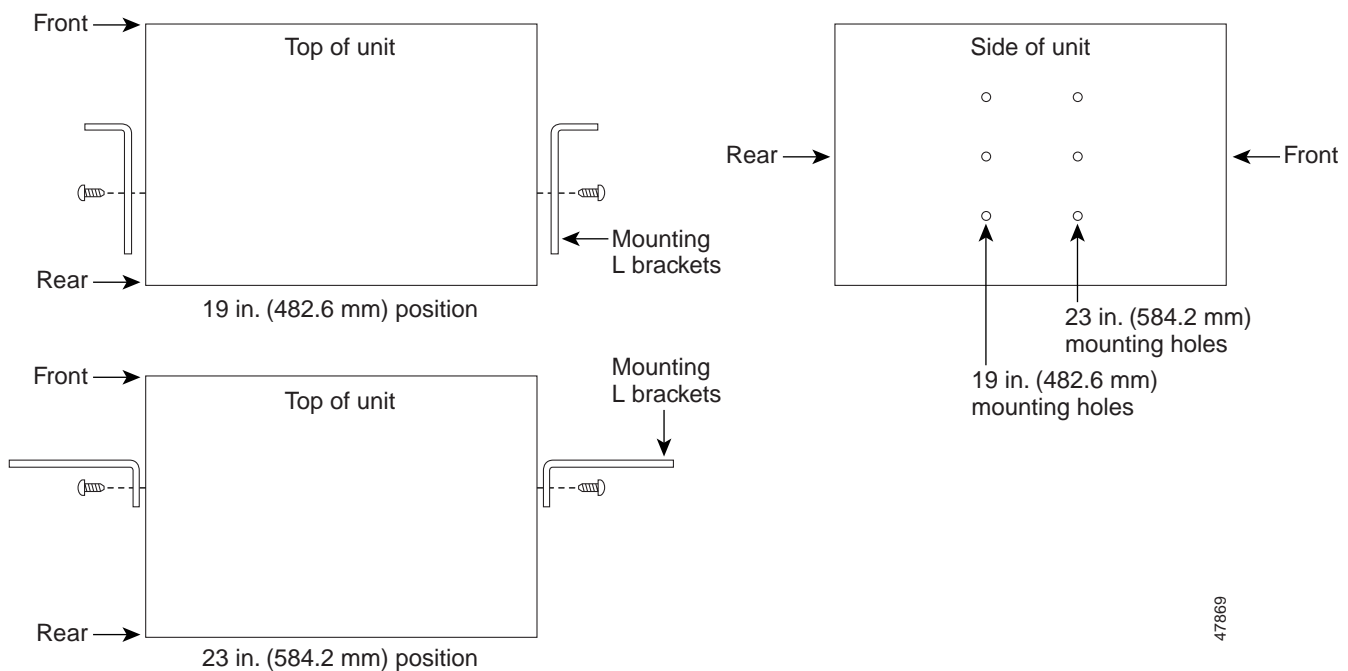 Front
Top of unit
Mounting
L brackets
Rear
19 in. (482.6 mm) position
Side of unit
Rear
Front
23 in. (584.2 mm)
mounting holes
19 in. (482.6 mm)
mounting holes
Front
Top of unit
Mounting
L brackets
Rear
23 in. (584.2 mm) position
47869